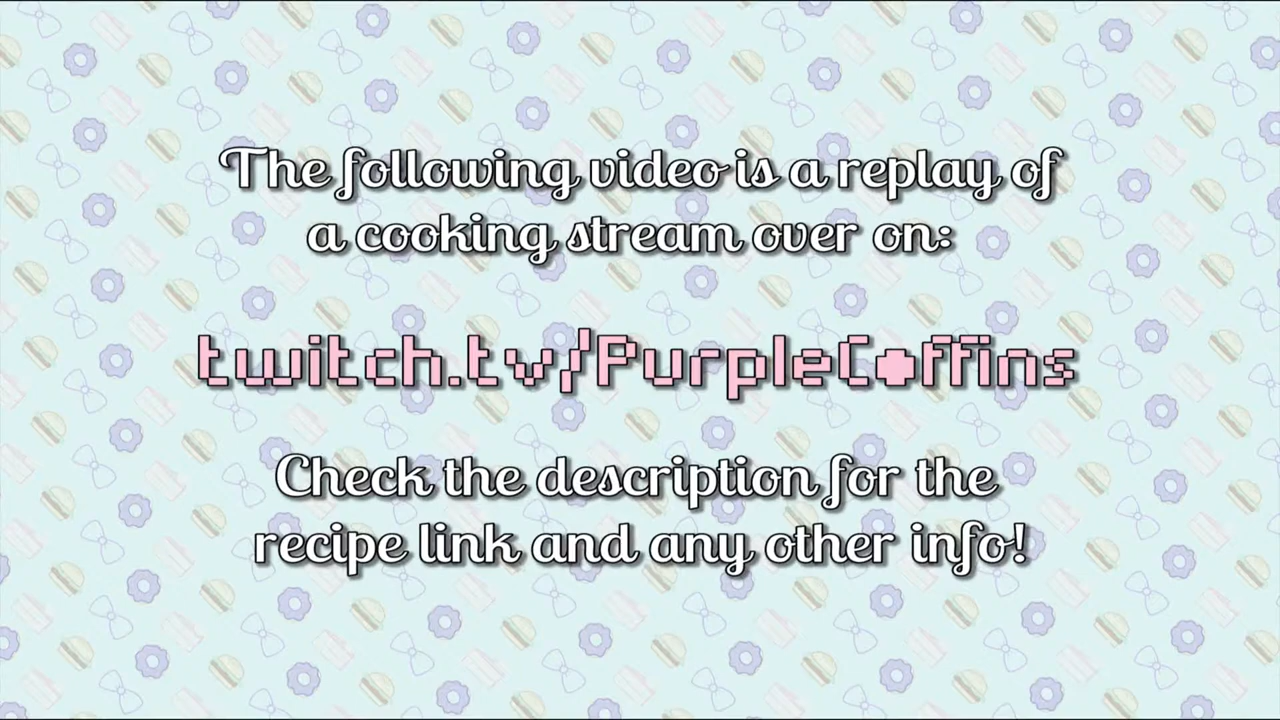 The following video is a replay of
a cooking stream over on:
twitch.tv/PurpleCoffins
Check the description for the
recipe link and any other info!